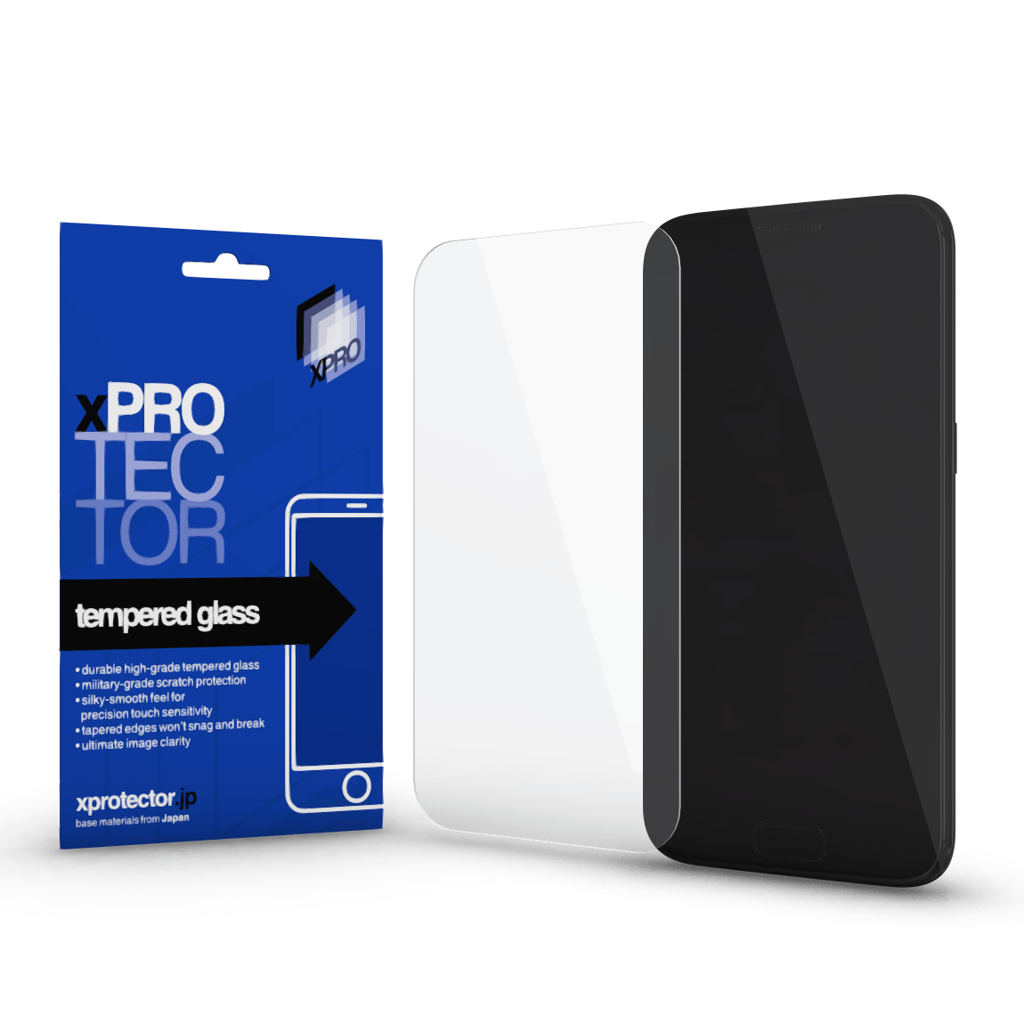 XPRO
xPRO
TEC
TOR
tempered glass
• durable high-grade tempered glass
• military-grade scratch protection
• silky-smooth feel for
precision touch sensitivity
• tapered edges won't snag and break
• ultimate image clarity
xprotector.jp
base materials from Japan